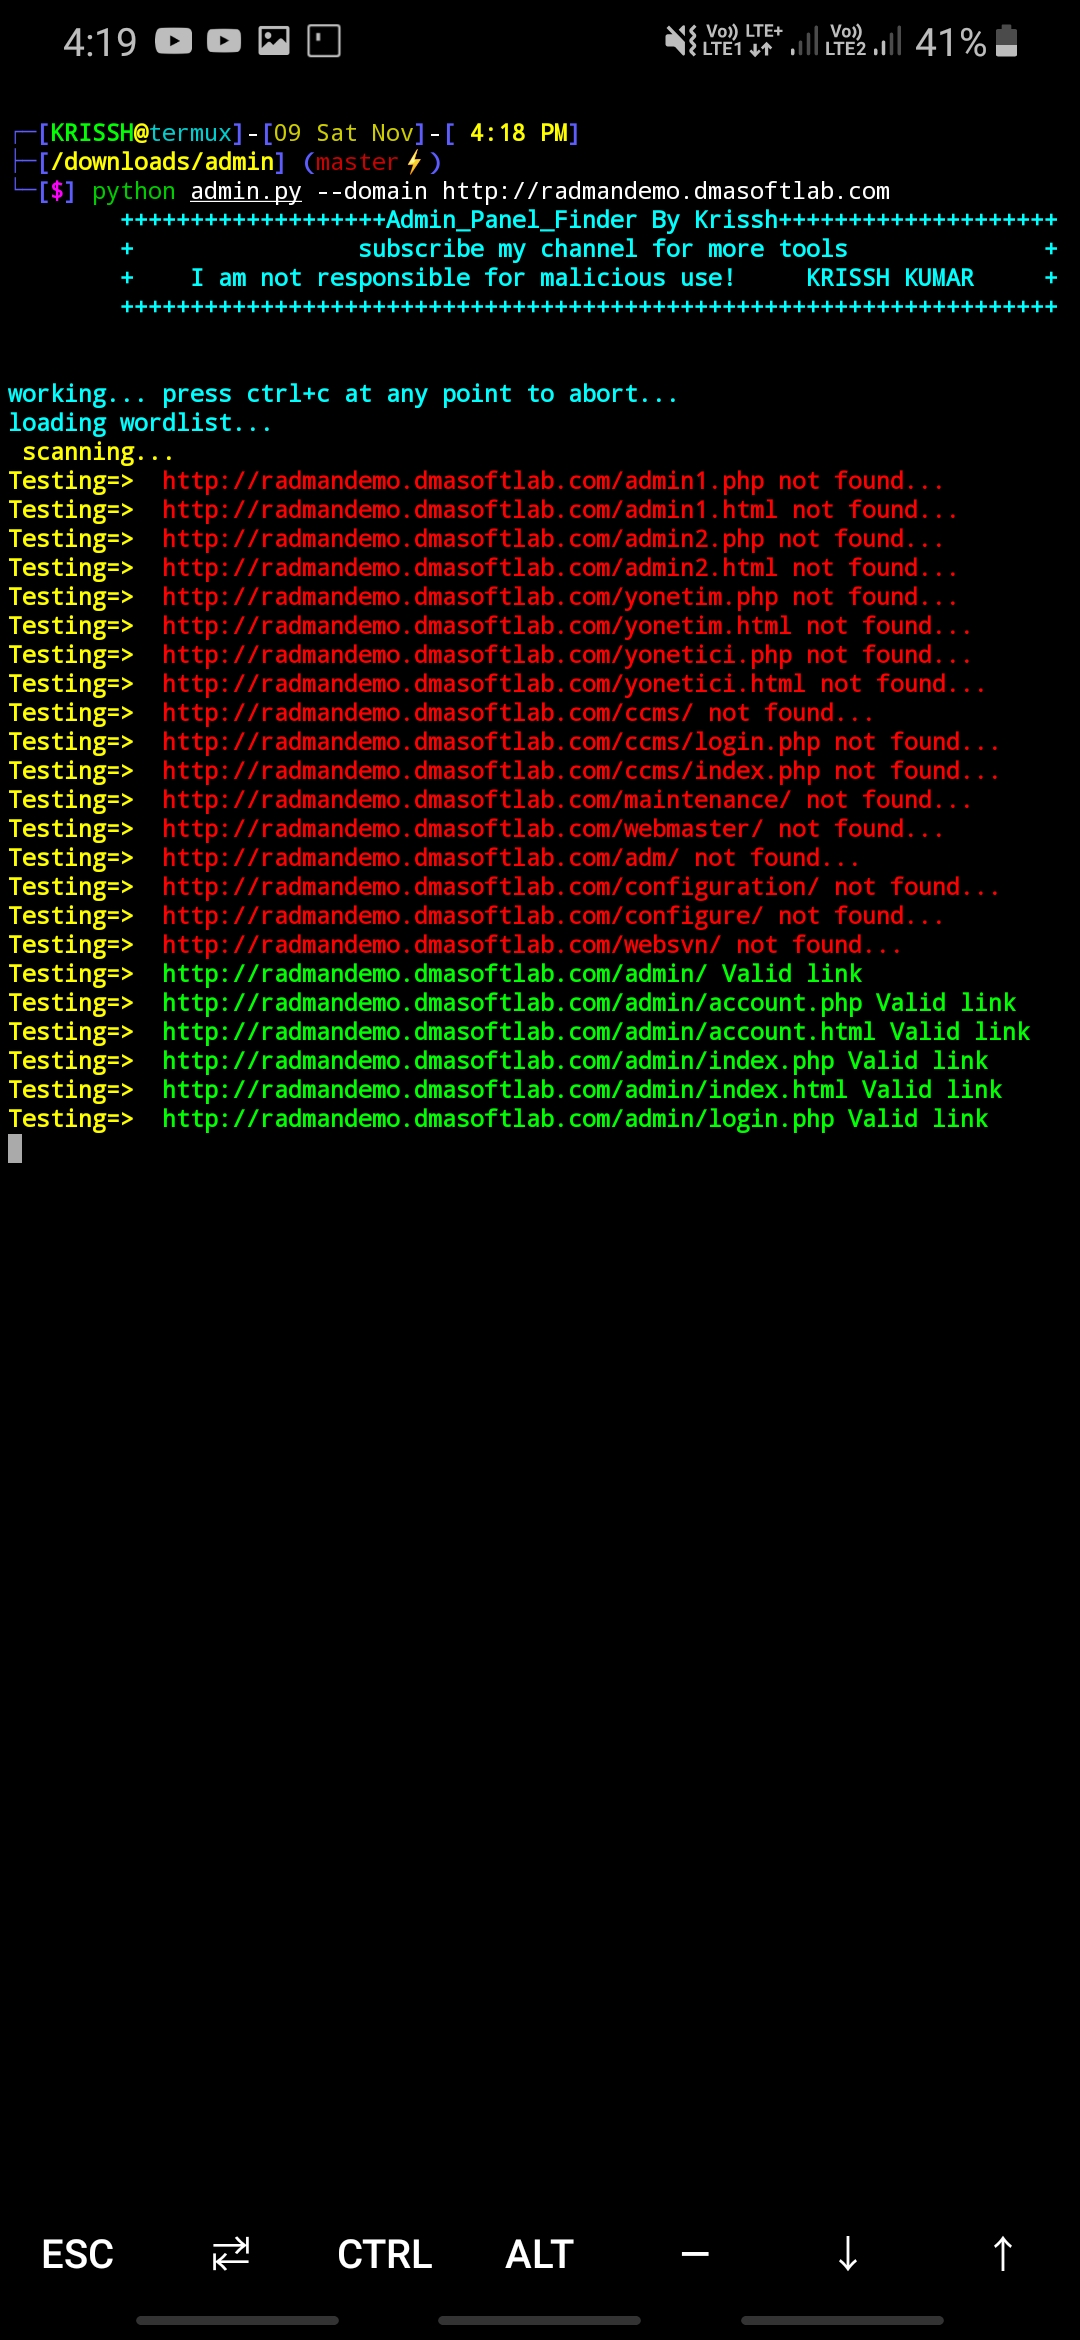 4:19 Vo)) LTE1 LTE+ Vo)) LTE2 41%
[KRISSH@termux]-[09 Sat Nov]-[ 4:18 PM]
[/downloads/admin] (master⚡)
[$] python admin.py --domain http://radmandemo.dmasoftlab.com
+++++++++++++++++++Admin_Panel_Finder By Krissh++++++++++++++++++++
+ subscribe my channel for more tools +
+ I am not responsible for malicious use! KRISSH KUMAR +
+++++++++++++++++++++++++++++++++++++++++++++++++++++++++++++++++++
working... press ctrl+c at any point to abort...
loading wordlist...
scanning...
Testing=> http://radmandemo.dmasoftlab.com/admin1.php not found...
Testing=> http://radmandemo.dmasoftlab.com/admin1.html not found...
Testing=> http://radmandemo.dmasoftlab.com/admin2.php not found...
Testing=> http://radmandemo.dmasoftlab.com/admin2.html not found...
Testing=> http://radmandemo.dmasoftlab.com/yonetim.php not found...
Testing=> http://radmandemo.dmasoftlab.com/yonetim.html not found...
Testing=> http://radmandemo.dmasoftlab.com/yonetici.php not found...
Testing=> http://radmandemo.dmasoftlab.com/yonetici.html not found...
Testing=> http://radmandemo.dmasoftlab.com/ccms/ not found...
Testing=> http://radmandemo.dmasoftlab.com/ccms/login.php not found...
Testing=> http://radmandemo.dmasoftlab.com/ccms/index.php not found...
Testing=> http://radmandemo.dmasoftlab.com/maintenance/ not found...
Testing=> http://radmandemo.dmasoftlab.com/webmaster/ not found...
Testing=> http://radmandemo.dmasoftlab.com/adm/ not found...
Testing=> http://radmandemo.dmasoftlab.com/configuration/ not found...
Testing=> http://radmandemo.dmasoftlab.com/configure/ not found...
Testing=> http://radmandemo.dmasoftlab.com/websvn/ not found...
Testing=> http://radmandemo.dmasoftlab.com/admin/ Valid link
Testing=> http://radmandemo.dmasoftlab.com/admin/account.php Valid link
Testing=> http://radmandemo.dmasoftlab.com/admin/account.html Valid link
Testing=> http://radmandemo.dmasoftlab.com/admin/index.php Valid link
Testing=> http://radmandemo.dmasoftlab.com/admin/index.html Valid link
Testing=> http://radmandemo.dmasoftlab.com/admin/login.php Valid link
ESC CTRL ALT — ↓ ↑